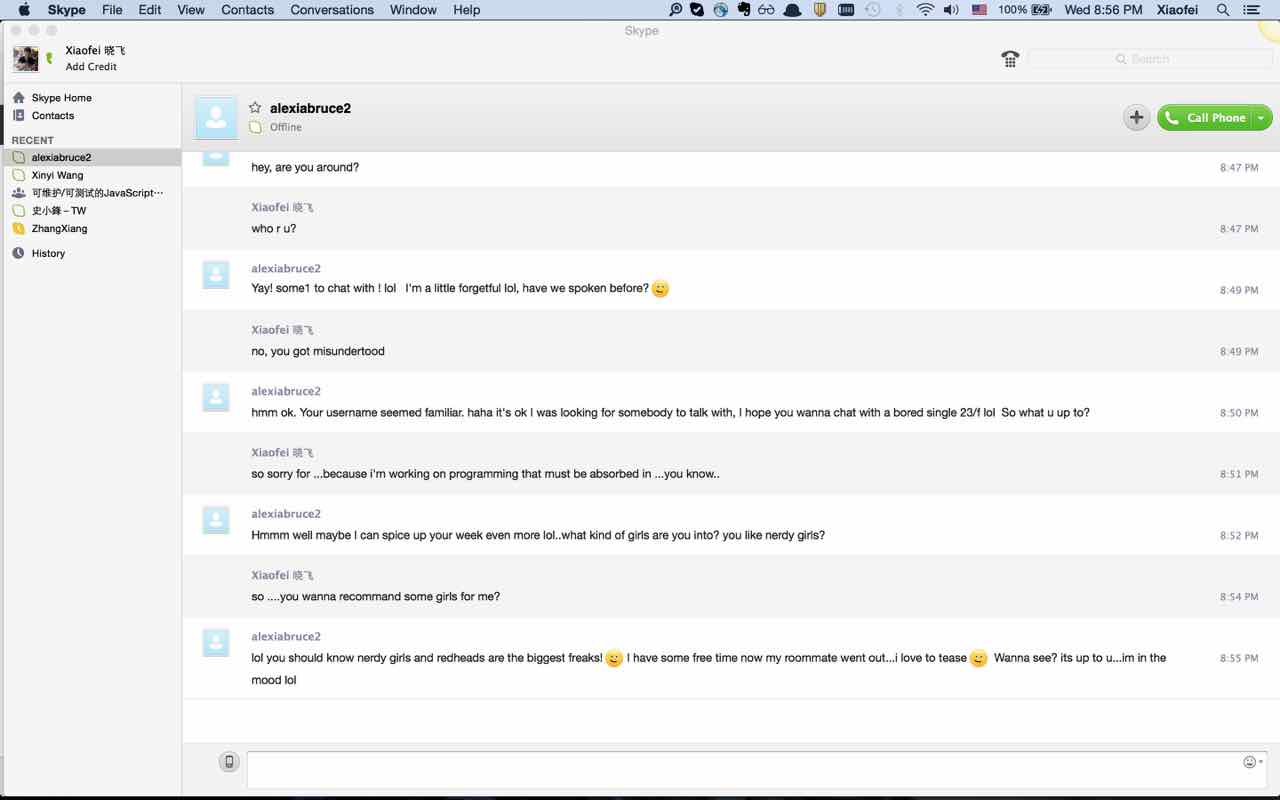 Skype File Edit View Contacts Conversations Window Help 100% Wed 8:56 PM Xiaofei
Skype
Xiaofei 晓飞
Add Credit
Search
Skype Home
Contacts
RECENT
alexiabruce2
Xinyi Wang
可维护/可测试的JavaScript…
史小鋒 – TW
ZhangXiang
History
alexiabruce2
Offline
Call Phone
hey, are you around? 8:47 PM
Xiaofei 晓飞
who r u? 8:47 PM
alexiabruce2
Yay! some1 to chat with ! lol I'm a little forgetful lol, have we spoken before? 8:49 PM
Xiaofei 晓飞
no, you got misundertood 8:49 PM
alexiabruce2
hmm ok. Your username seemed familiar. haha it's ok I was looking for somebody to talk with, I hope you wanna chat with a bored single 23/f lol So what u up to? 8:50 PM
Xiaofei 晓飞
so sorry for ...because i'm working on programming that must be absorbed in ...you know.. 8:51 PM
alexiabruce2
Hmmm well maybe I can spice up your week even more lol..what kind of girls are you into? you like nerdy girls? 8:52 PM
Xiaofei 晓飞
so ....you wanna recommand some girls for me? 8:54 PM
alexiabruce2
lol you should know nerdy girls and redheads are the biggest freaks! I have some free time now my roommate went out...i love to tease Wanna see? its up to u...im in the 8:55 PM
mood lol